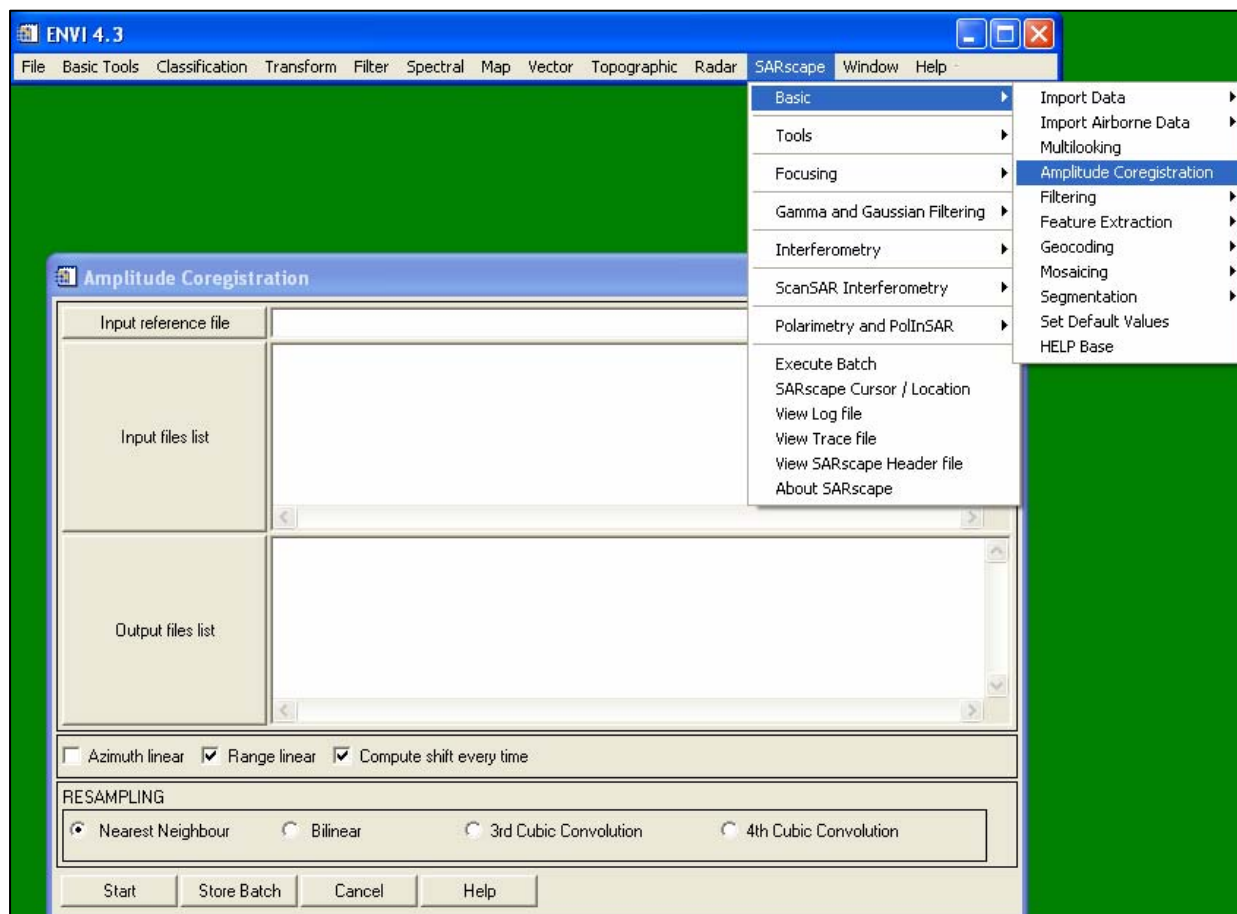 ENVI 4.3
File Basic Tools Classification Transform Filter Spectral Map Vector Topographic Radar SARscape Window Help
Basic
Tools
Focusing
Gamma and Gaussian Filtering
Interferometry
ScanSAR Interferometry
Polarimetry and PolInSAR
Execute Batch
SARscape Cursor / Location
View Log file
View Trace file
View SARscape Header file
About SARscape
Import Data
Import Airborne Data
Multilooking
Amplitude Coregistration
Filtering
Feature Extraction
Geocoding
Mosaicing
Segmentation
Set Default Values
HELP Base
Amplitude Coregistration
Input reference file
Input files list
Output files list
Azimuth linear Range linear Compute shift every time
RESAMPLING
Nearest Neighbour Bilinear 3rd Cubic Convolution 4th Cubic Convolution
Start Store Batch Cancel Help